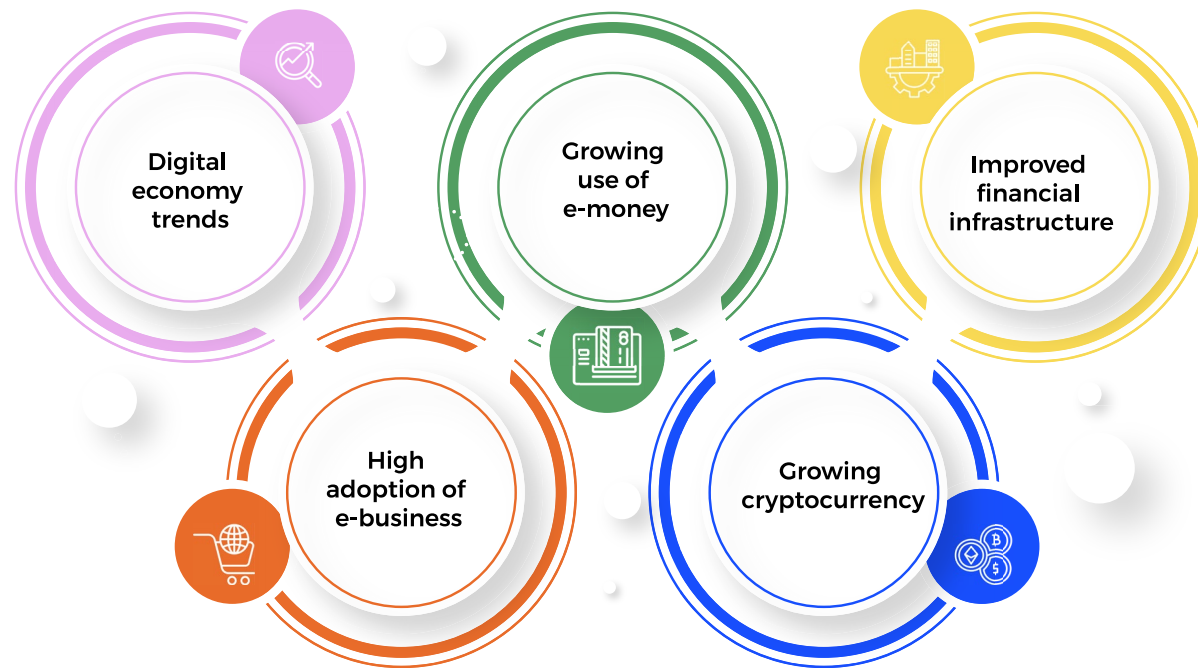 Digital
economy
trends
Growing
use of
e-money
Improved
financial
infrastructure
High
adoption of
e-business
Growing
cryptocurrency